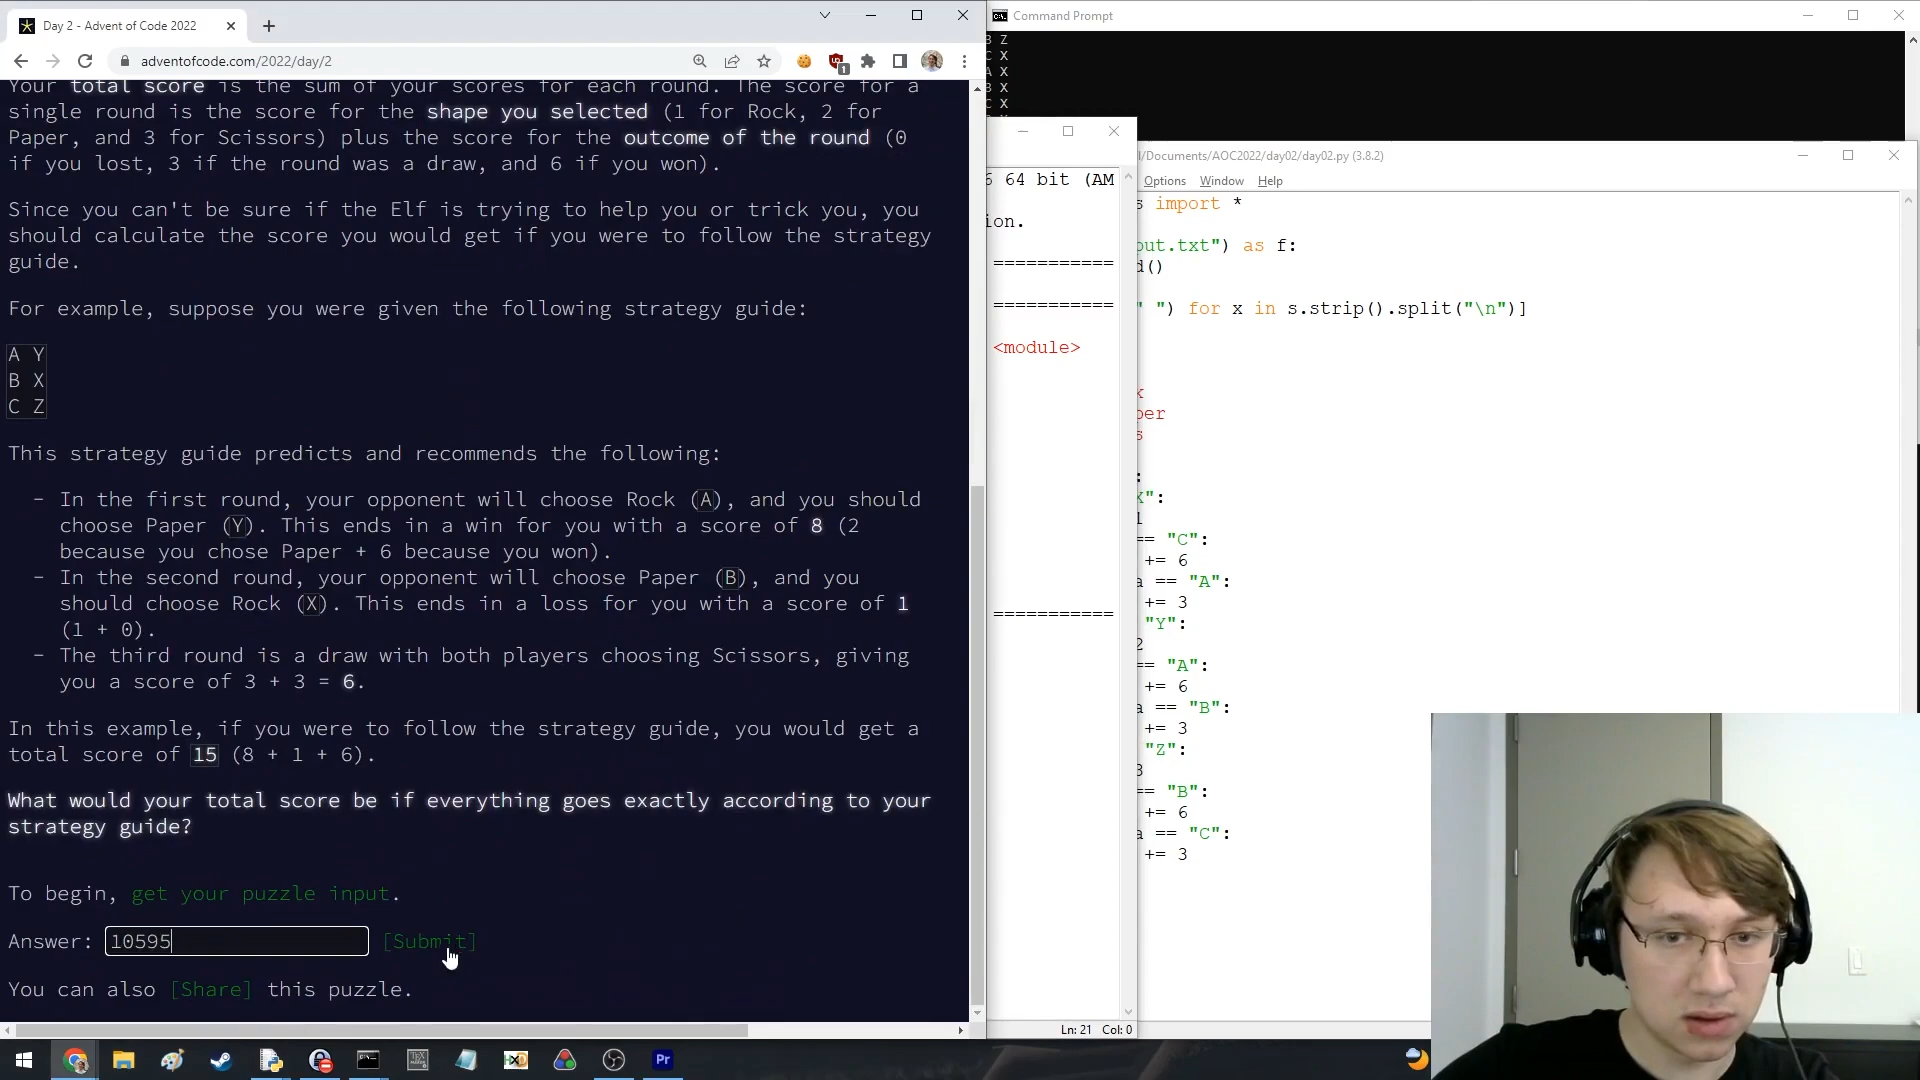 Day 2 - Advent of Code 2022
adventofcode.com/2022/day/2
1
Your total score is the sum of your scores for each round. The score for a
single round is the score for the shape you selected (1 for Rock, 2 for
Paper, and 3 for Scissors) plus the score for the outcome of the round (0
if you lost, 3 if the round was a draw, and 6 if you won).
Since you can't be sure if the Elf is trying to help you or trick you, you
should calculate the score you would get if you were to follow the strategy
guide.
For example, suppose you were given the following strategy guide:
A Y
B X
C Z
This strategy guide predicts and recommends the following:
- In the first round, your opponent will choose Rock (A), and you should
choose Paper (Y). This ends in a win for you with a score of 8 (2
because you chose Paper + 6 because you won).
- In the second round, your opponent will choose Paper (B), and you
should choose Rock (X). This ends in a loss for you with a score of 1
(1 + 0).
- The third round is a draw with both players choosing Scissors, giving
you a score of 3 + 3 = 6.
In this example, if you were to follow the strategy guide, you would get a
total score of 15 (8 + 1 + 6).
What would your total score be if everything goes exactly according to your
strategy guide?
To begin, get your puzzle input.
Answer: 10595 [Submit]
You can also [Share] this puzzle.
Command Prompt
B Z
C X
A X
B X
C X
6 64 bit (AM
ion.
===========
===========
<module>
===========
Ln: 21 Col: 0
l/Documents/AOC2022/day02/day02.py (3.8.2)
Options Window Help
s import *
put.txt") as f:
d()
" ") for x in s.strip().split("\n")]
k
per
s
:
X":
1
== "C":
+= 6
a == "A":
+= 3
"Y":
2
== "A":
+= 6
a == "B":
+= 3
"Z":
3
== "B":
+= 6
a == "C":
+= 3
Pr